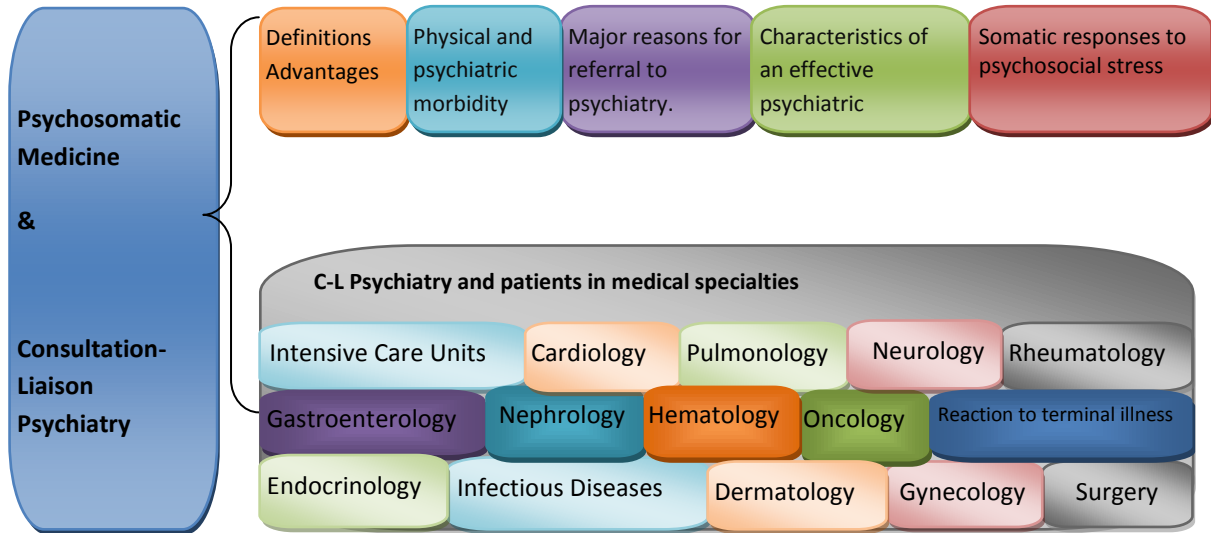 Psychosomatic
Medicine
&
Consultation-
Liaison
Psychiatry
Definitions
Advantages
Physical and
psychiatric
morbidity
Major reasons for
referral to
psychiatry.
Characteristics of
an effective
psychiatric
Somatic responses to
psychosocial stress
C-L Psychiatry and patients in medical specialties
Intensive Care Units
Cardiology
Pulmonology
Neurology
Rheumatology
Gastroenterology
Nephrology
Hematology
Oncology
Reaction to terminal illness
Endocrinology
Infectious Diseases
Dermatology
Gynecology
Surgery